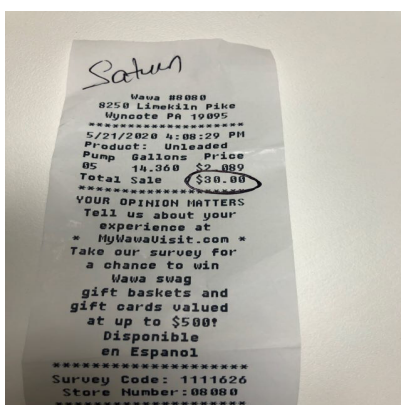 Saturn
Wawa #8080
8250 Limekiln Pike
Wyncote PA 19095
********************
5/21/2020 4:08:29 PM
Product: Unleaded
Pump Gallons Price
05 14.360 $2.089
Total Sale $30.00
********************
YOUR OPINION MATTERS
Tell us about your
experience at
* MyWawaVisit.com *
Take our survey for
a chance to win
Wawa swag
gift baskets and
gift cards valued
at up to $500!
Disponible
en Espanol
********************
Survey Code: 1111626
Store Number:08080
********************